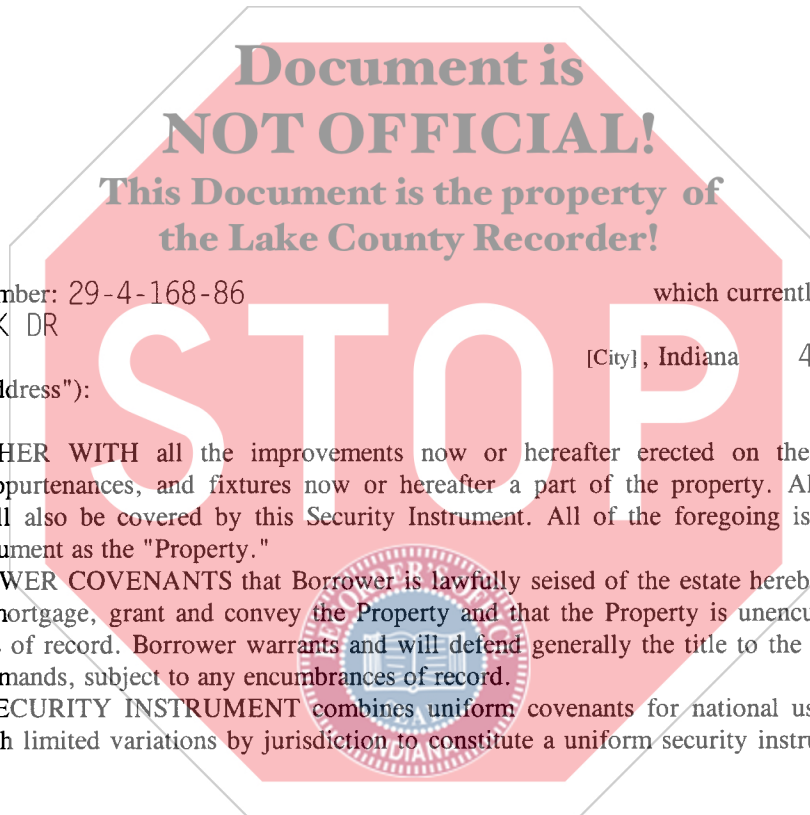 Document is
NOT OFFICIAL!
This Document is the property of
the Lake County Recorder!
mber: 29-4-168-86 which currentl
K DR
[City], Indiana 4
ddress"):
STOP
HER WITH all the improvements now or hereafter erected on the
ppurtenances, and fixtures now or hereafter a part of the property. Al
ll also be covered by this Security Instrument. All of the foregoing is
ument as the "Property."
WER COVENANTS that Borrower is lawfully seised of the estate hereb
mortgage, grant and convey the Property and that the Property is unencu
s of record. Borrower warrants and will defend generally the title to the
mands, subject to any encumbrances of record.
ECURITY INSTRUMENT combines uniform covenants for national us
h limited variations by jurisdiction to constitute a uniform security instru
RECORDER'S OFFICE
SEAL
INDIANA